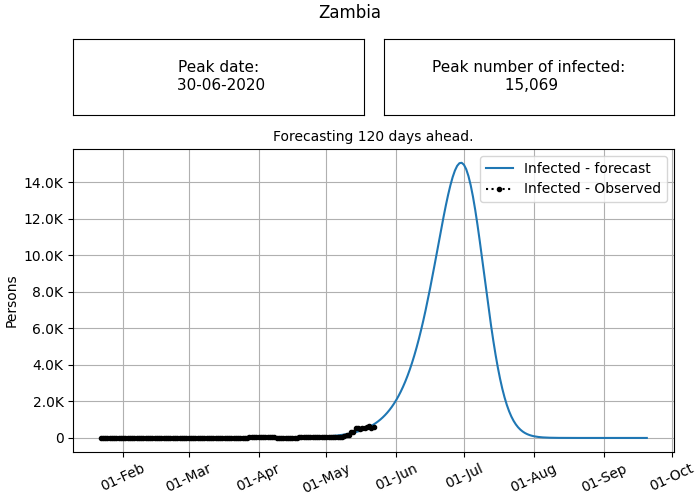 Zambia
Peak date:
30-06-2020
Peak number of infected:
15,069
Forecasting 120 days ahead.
Infected - forecast
Infected - Observed
Persons
14.0K
12.0K
10.0K
8.0K
6.0K
4.0K
2.0K
0
01-Feb
01-Mar
01-Apr
01-May
01-Jun
01-Jul
01-Aug
01-Sep
01-Oct